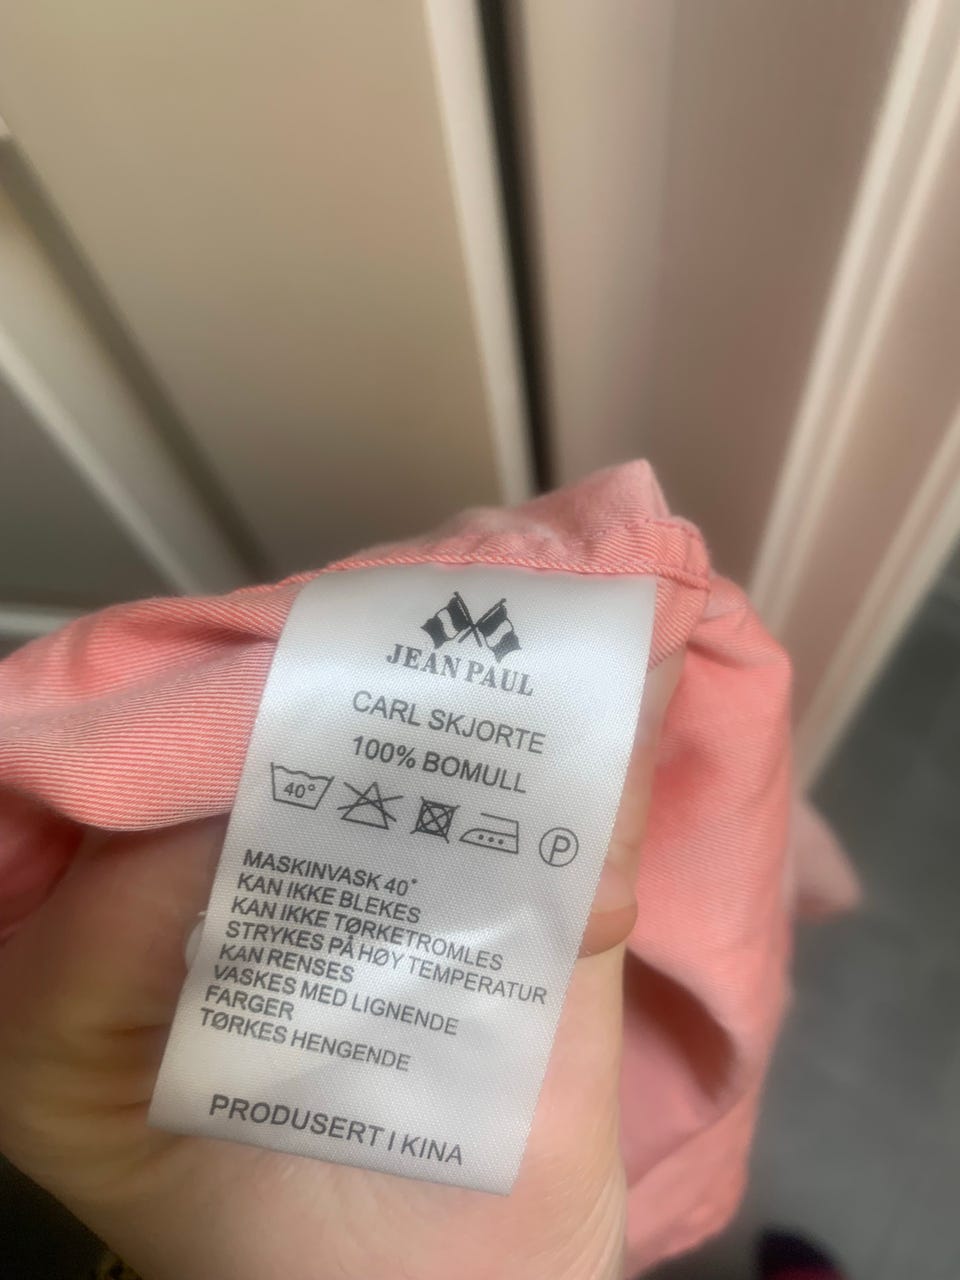 JEAN PAUL
CARL SKJORTE
100% BOMULL
40°
P
MASKINVASK 40°
KAN IKKE BLEKES
KAN IKKE TØRKETROMLES
STRYKES PÅ HØY TEMPERATUR
KAN RENSES
VASKES MED LIGNENDE
FARGER
TØRKES HENGENDE
PRODUSERT I KINA